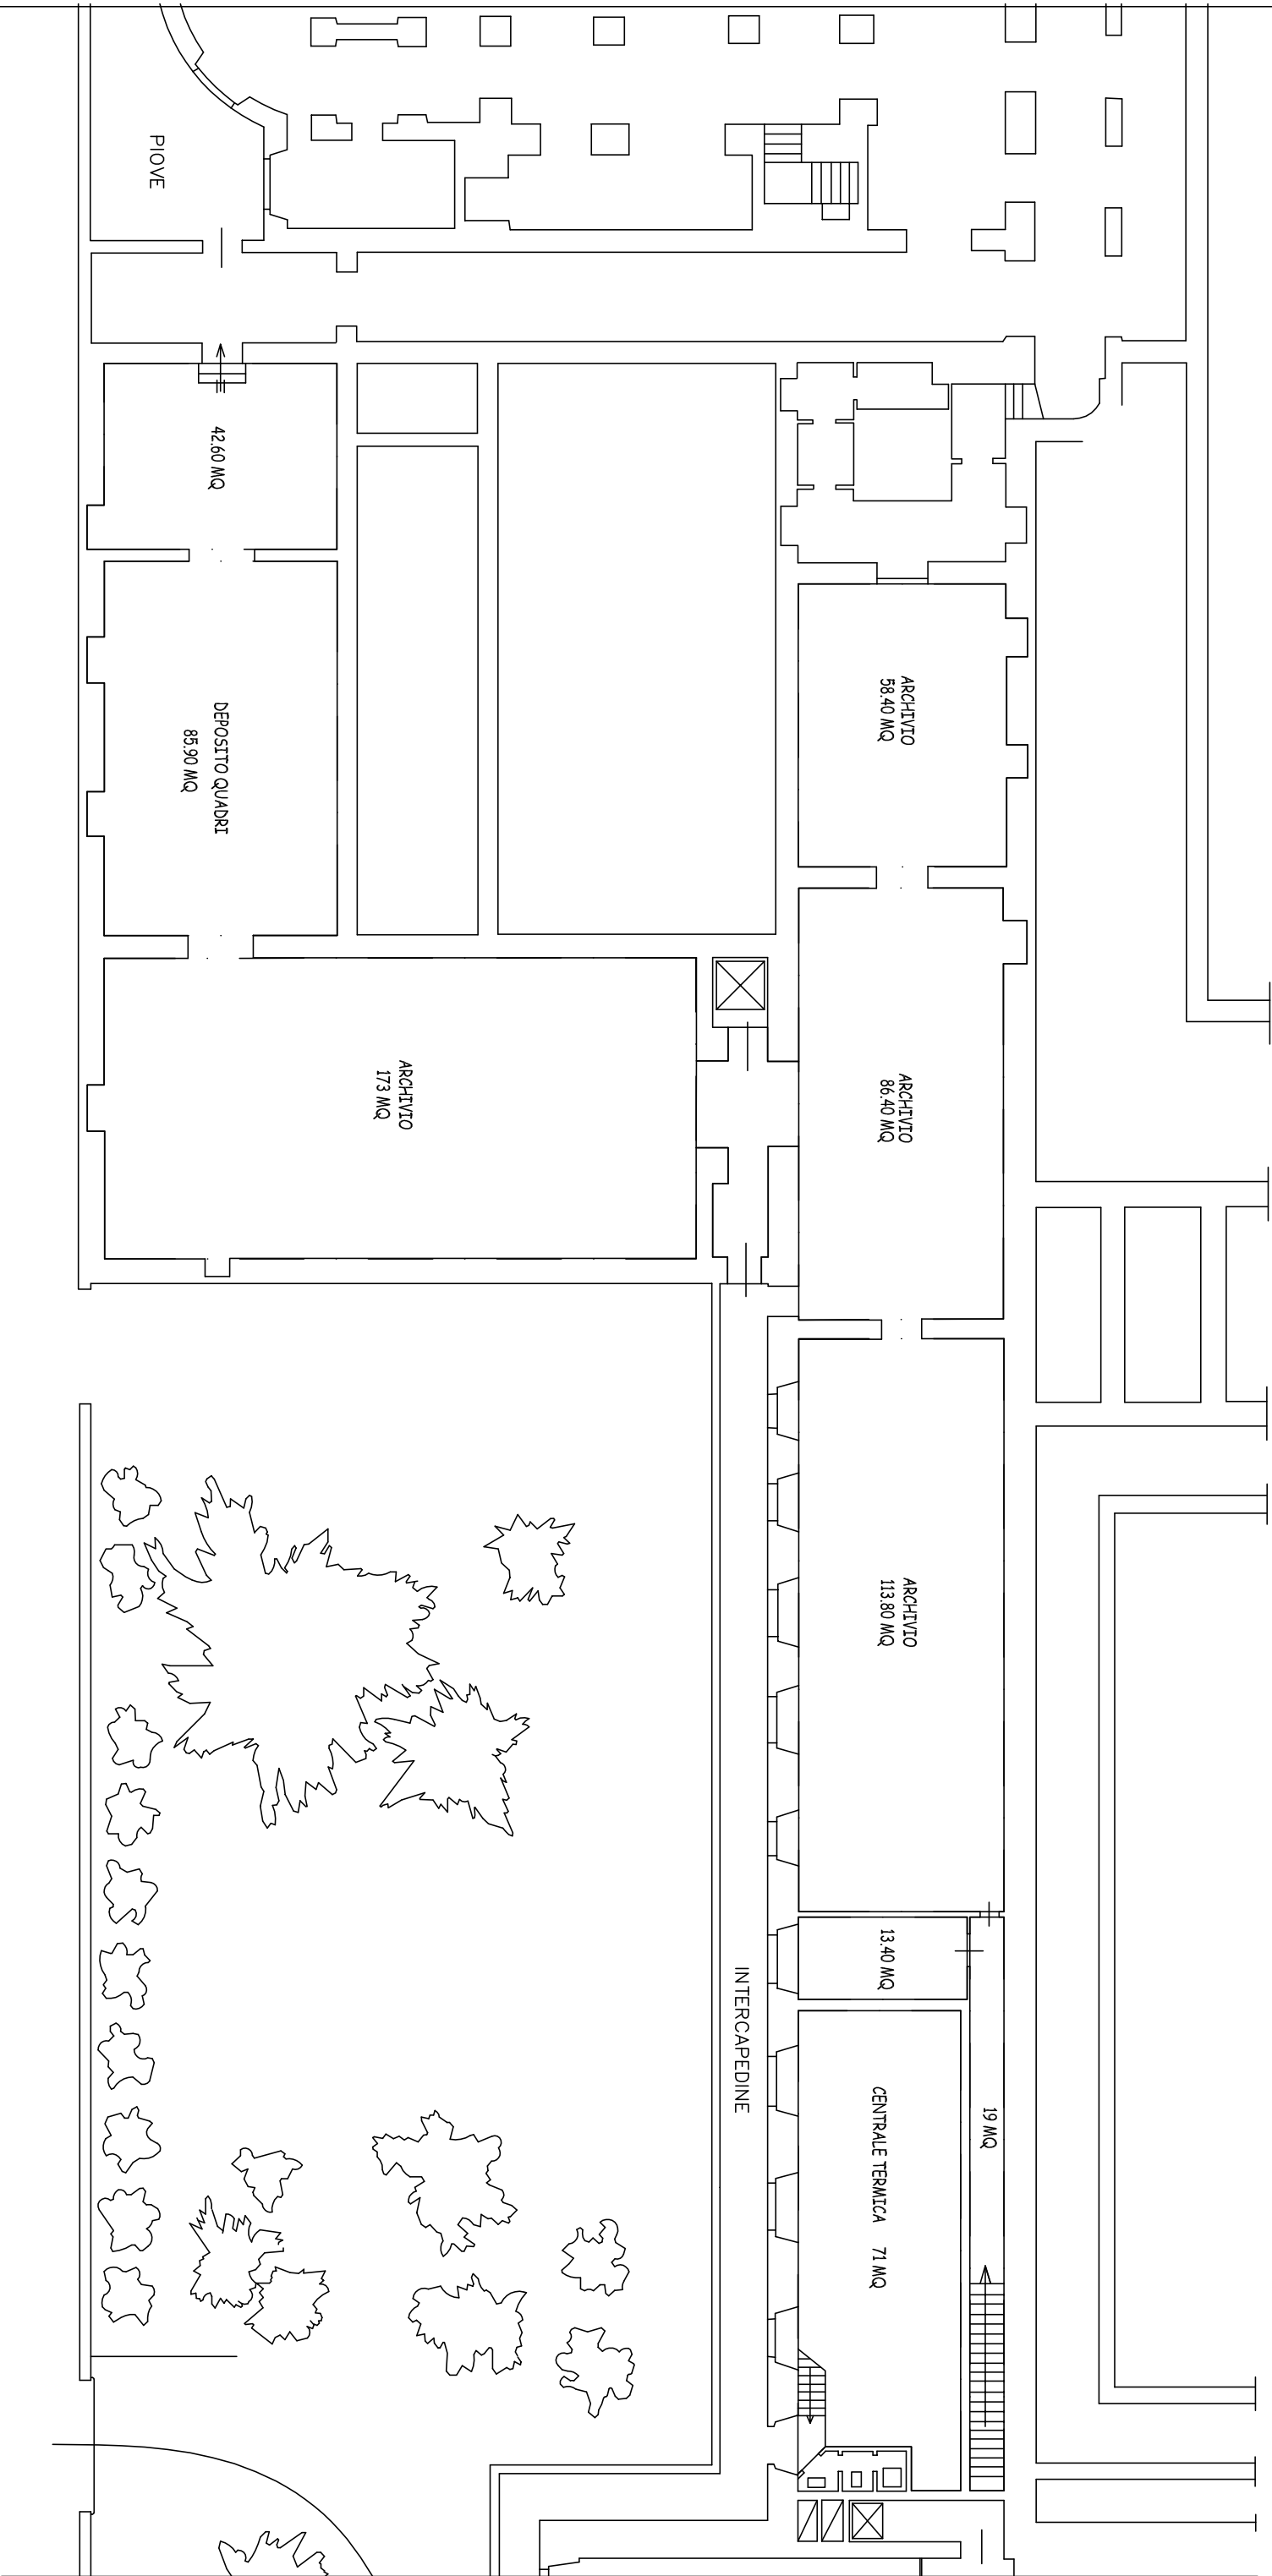 PIOVE
42.60 MQ
ARCHIVIO
58.40 MQ
DEPOSITO QUADRI
85.90 MQ
ARCHIVIO
173 MQ
ARCHIVIO
86.40 MQ
ARCHIVIO
113.80 MQ
13.40 MQ
INTERCAPEDINE
19 MQ
CENTRALE TERMICA 71 MQ